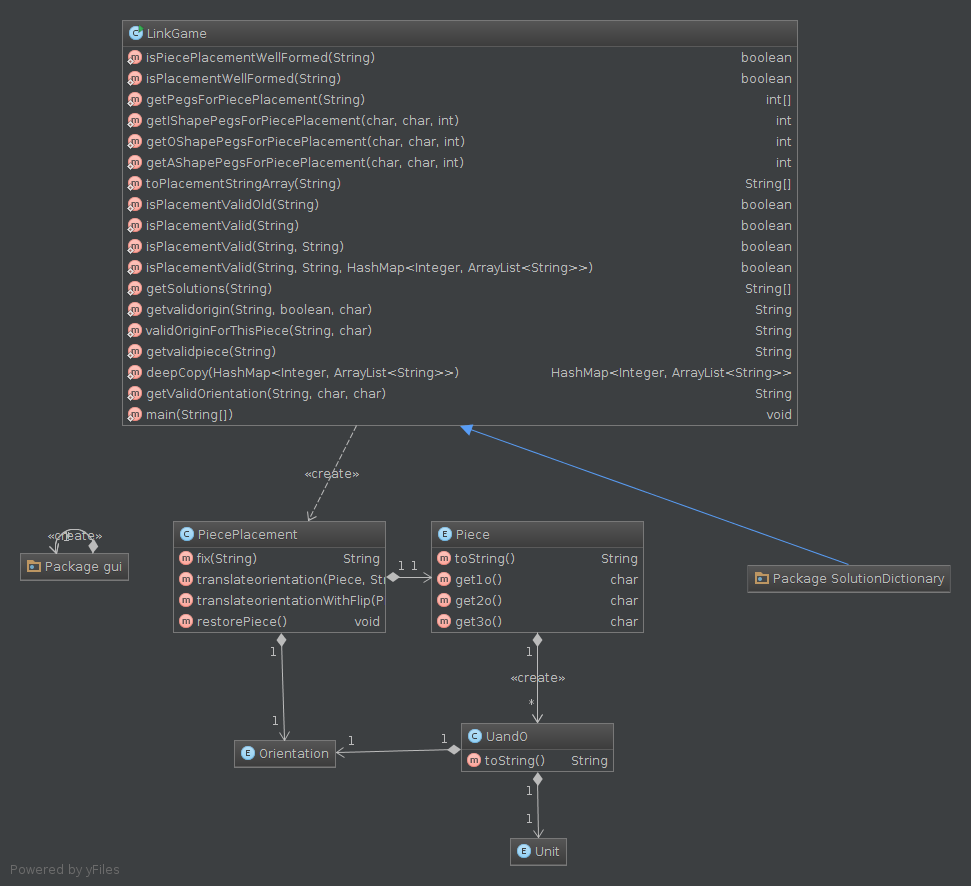 LinkGame
isPiecePlacementWellFormed(String) boolean
isPlacementWellFormed(String) boolean
getPegsForPiecePlacement(String) int[]
getIShapePegsForPiecePlacement(char, char, int) int
getOShapePegsForPiecePlacement(char, char, int) int
getAShapePegsForPiecePlacement(char, char, int) int
toPlacementStringArray(String) String[]
isPlacementValidOld(String) boolean
isPlacementValid(String) boolean
isPlacementValid(String, String) boolean
isPlacementValid(String, String, HashMap<Integer, ArrayList<String>>) boolean
getSolutions(String) String[]
getvalidorigin(String, boolean, char) String
validOriginForThisPiece(String, char) String
getvalidpiece(String) String
deepCopy(HashMap<Integer, ArrayList<String>>) HashMap<Integer, ArrayList<String>>
getValidOrientation(String, char, char) String
main(String[]) void
«create»
«create»
Package gui
PiecePlacement
fix(String) String
translateorientation(Piece, Stri
translateorientationWithFlip(P
restorePiece() void
1 1
Piece
toString() String
get1o() char
get2o() char
get3o() char
Package SolutionDictionary
1
1
«create»
1
*
Orientation
1
1
UandO
toString() String
1
1
Unit
Powered by yFiles